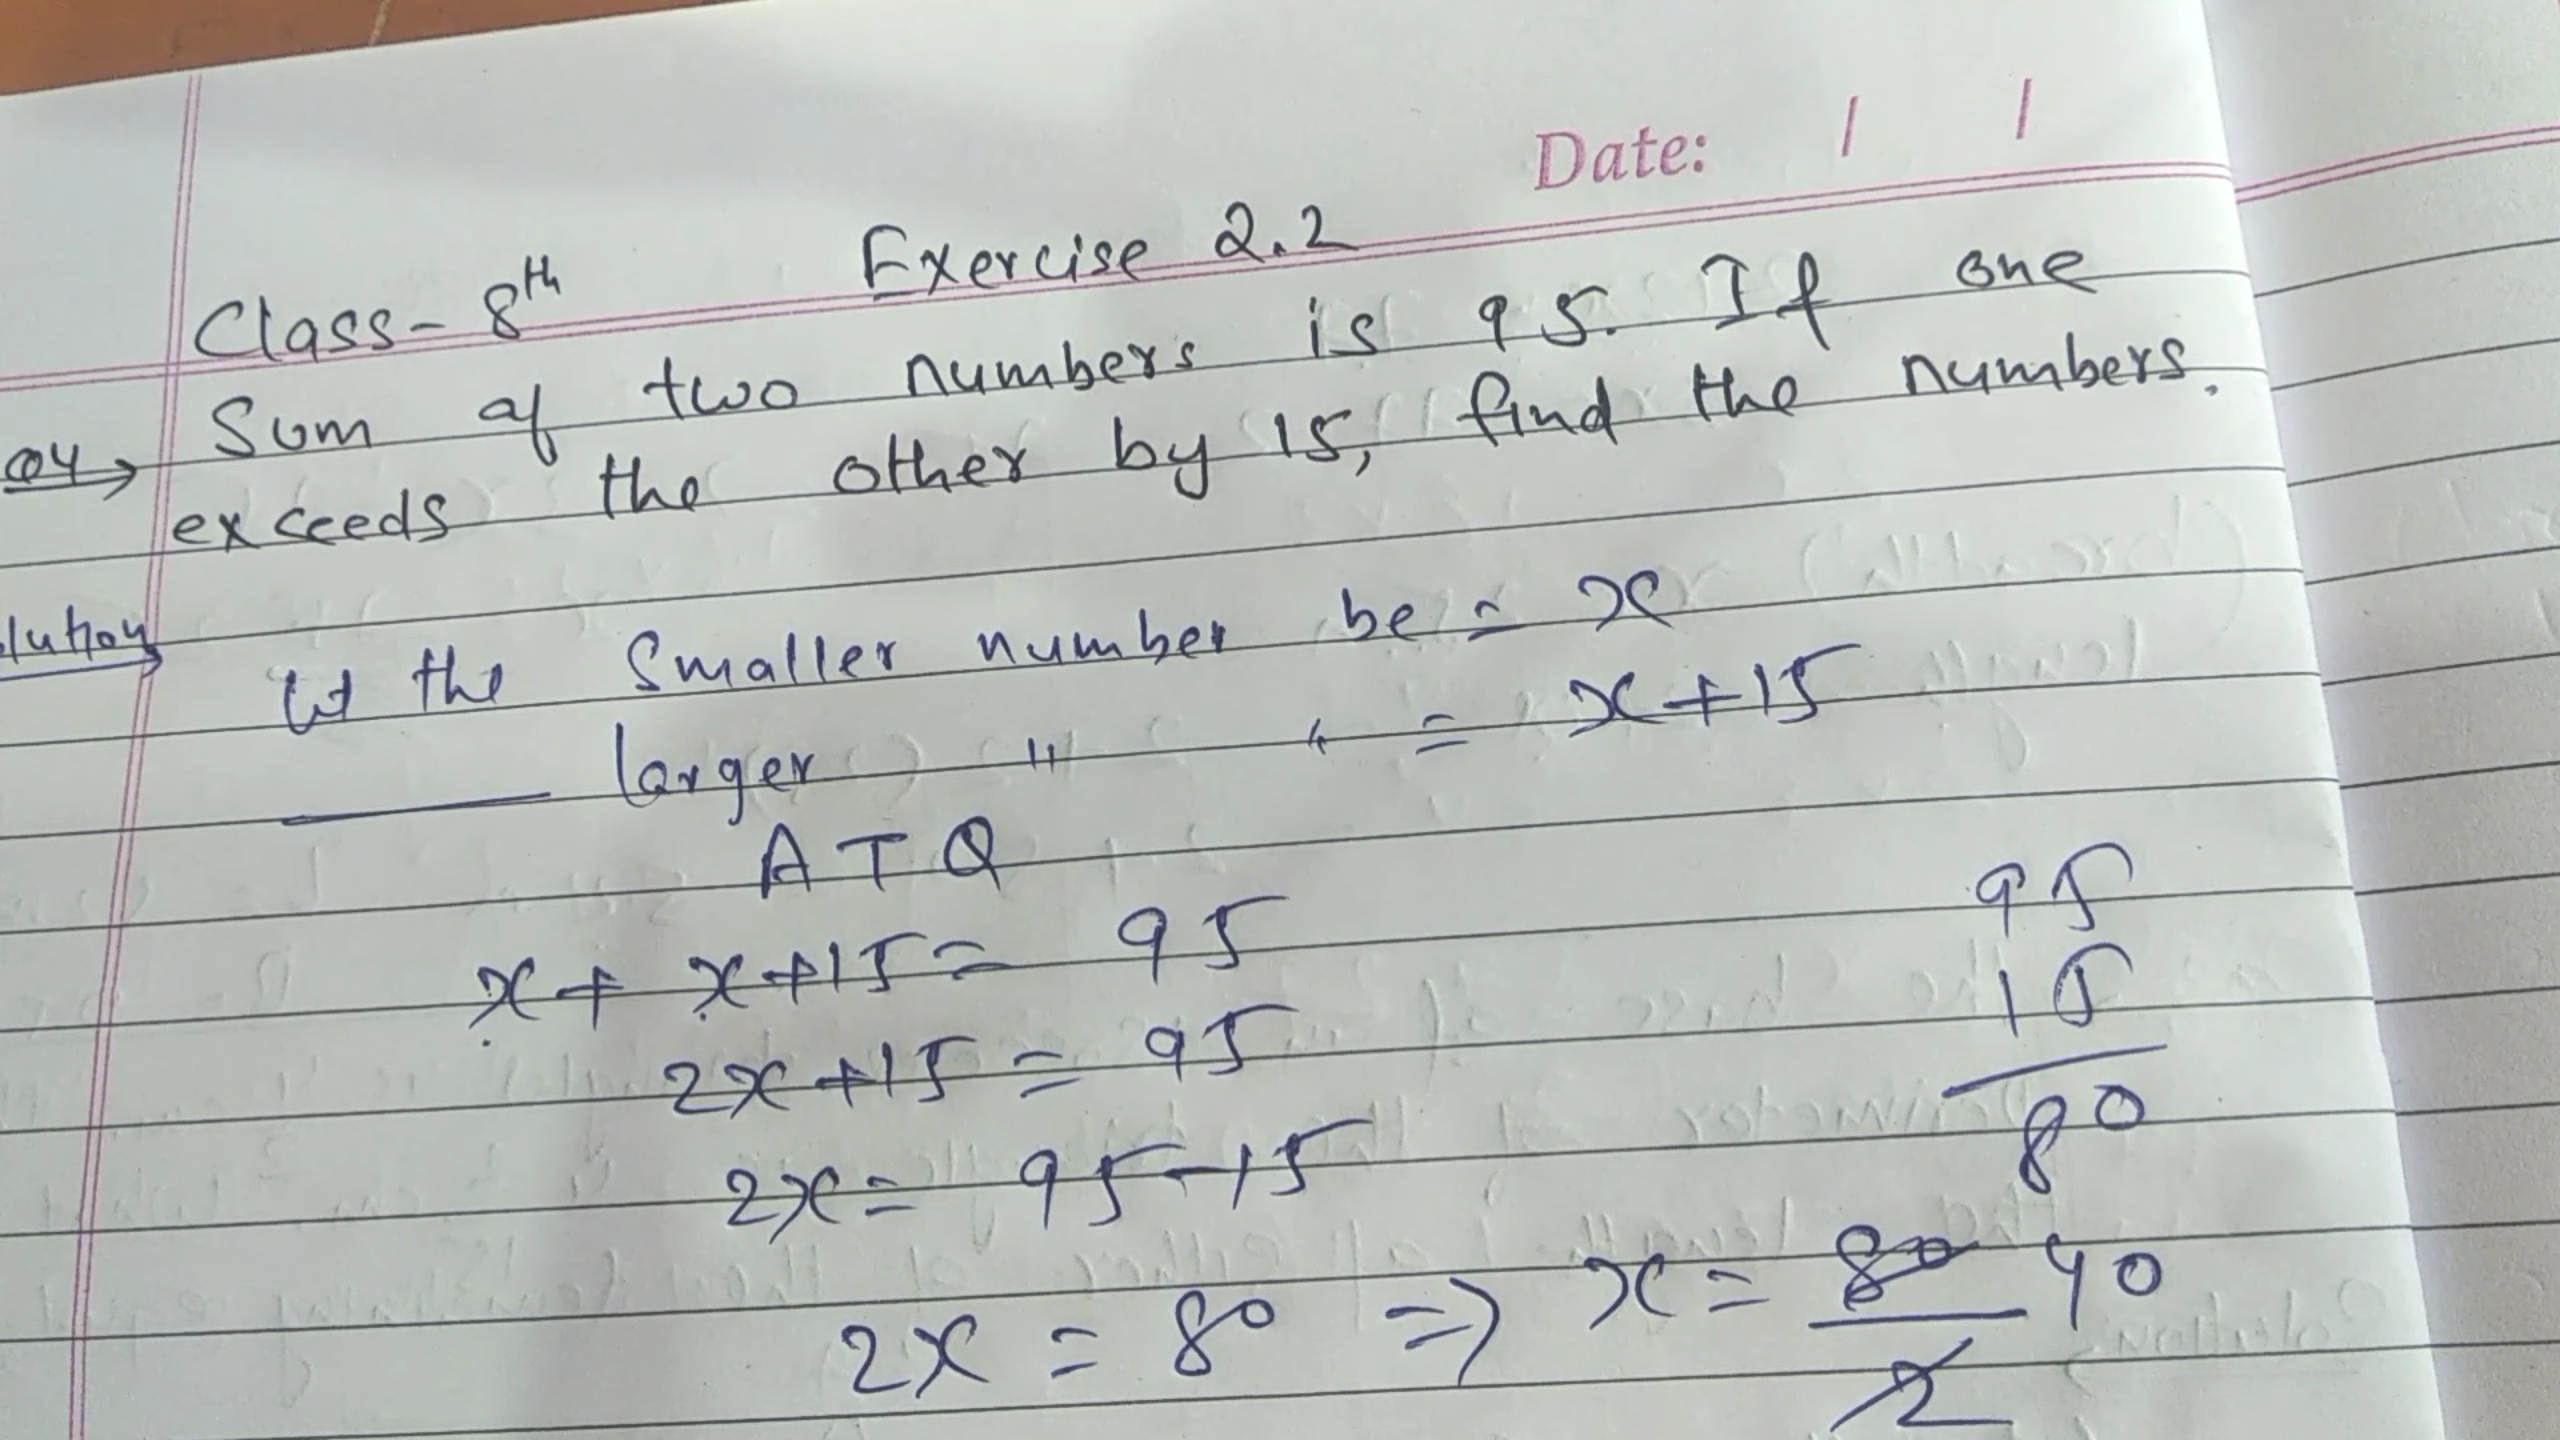 Date: / /
Class- 8th Exercise 2.2
Q4 → Sum of two numbers is 95. If one
exceeds the other by 15, find the numbers.
lution Let the Smaller number be = x
larger " " = x+15
ATQ
x + x+15 = 95
2x+15 = 95
2x = 95-15
2x = 80 => x = 80/2 40
95
15
80